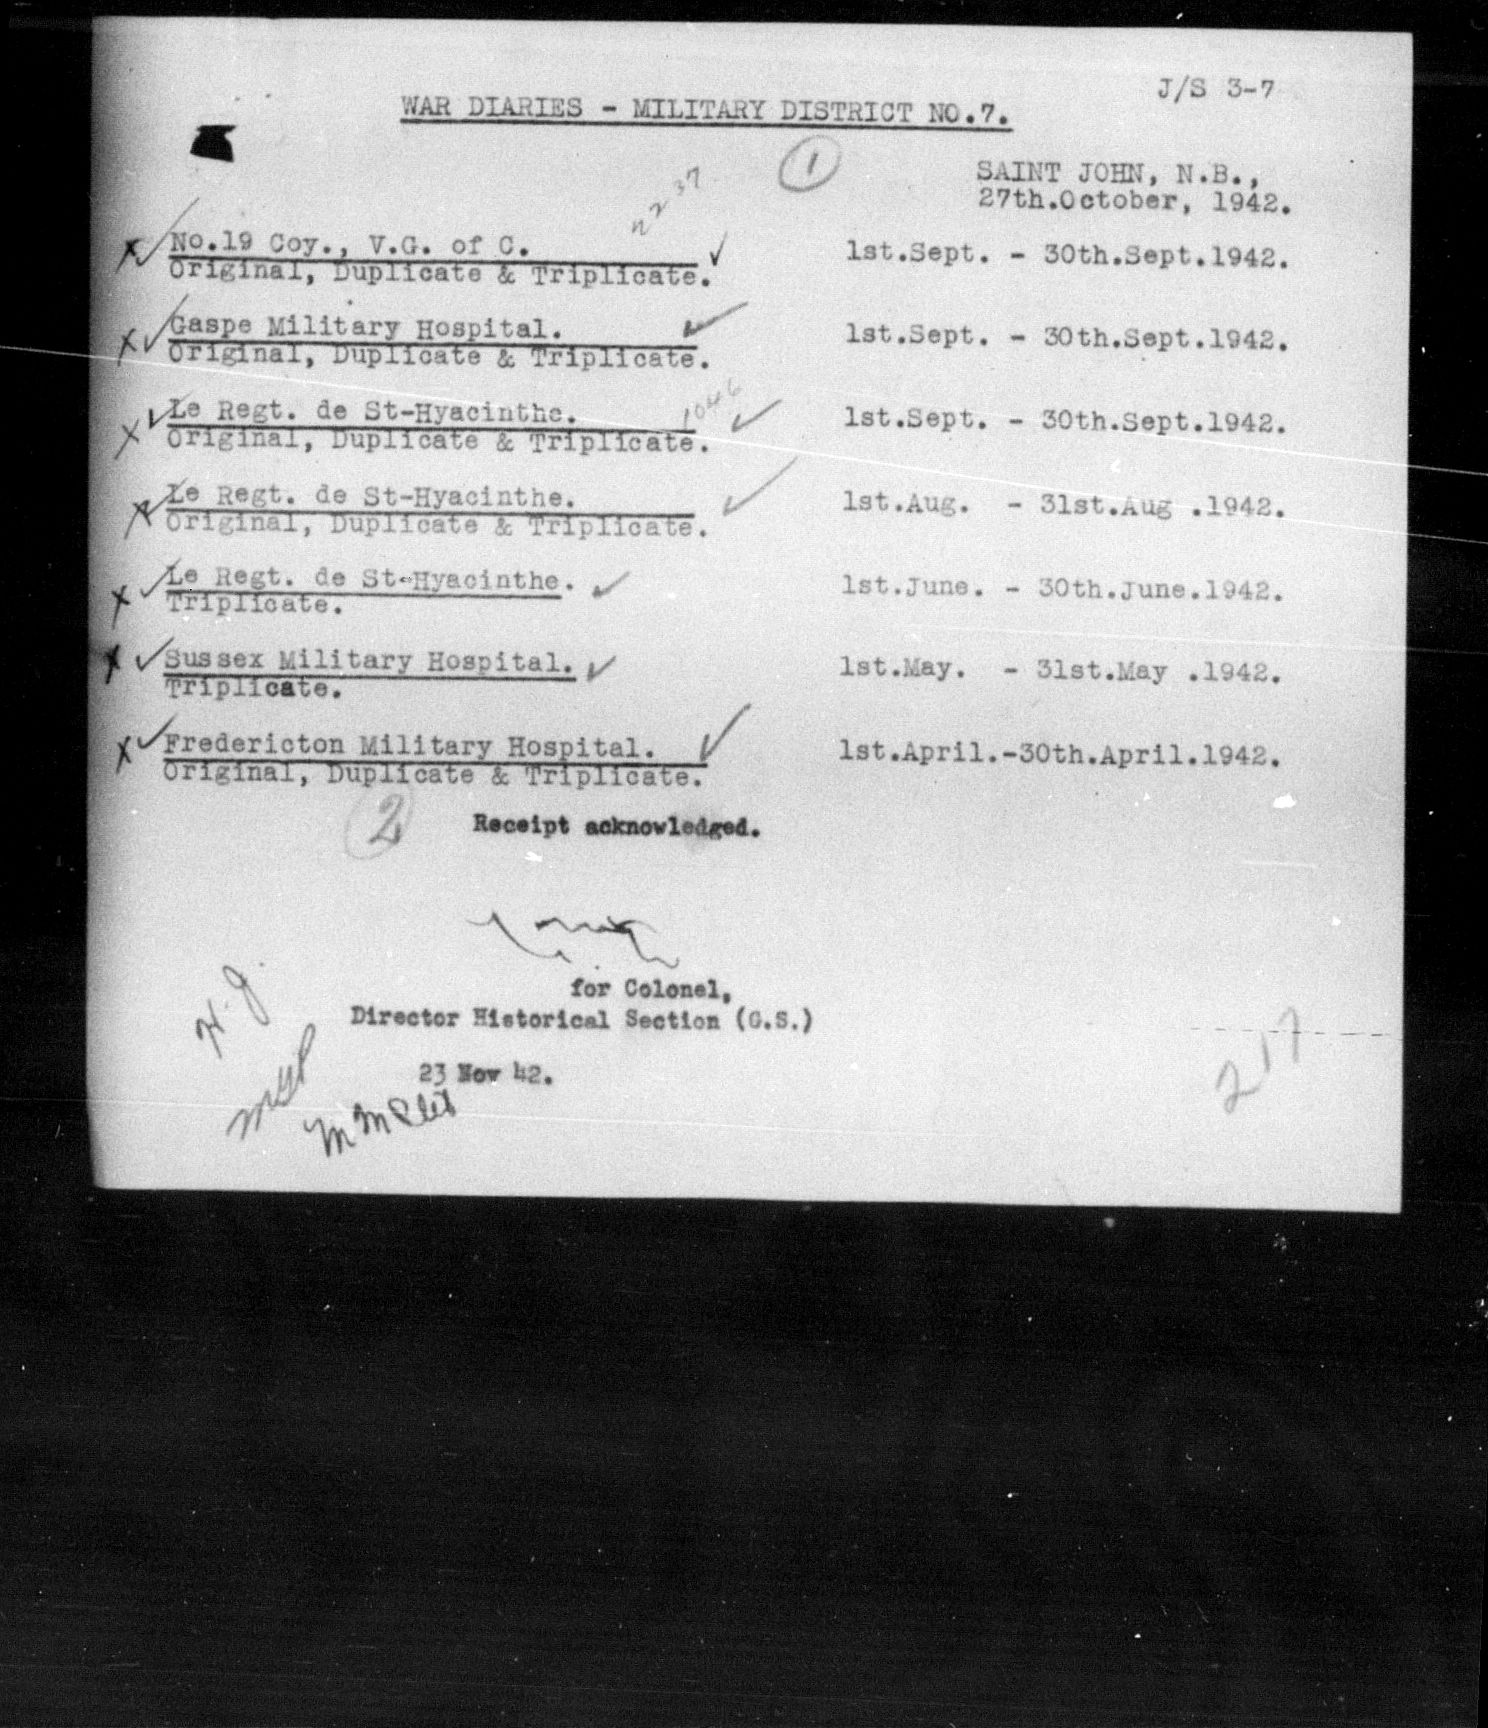 J/S 3-7
WAR DIARIES - MILITARY DISTRICT NO.7.
1
SAINT JOHN, N.B.,
27th.October, 1942.
2237
No.19 Coy., V.G. of C. 1st.Sept. - 30th.Sept.1942.
Original, Duplicate & Triplicate.
Gaspe Military Hospital. 1st.Sept. - 30th.Sept.1942.
Original, Duplicate & Triplicate.
1046
Le Regt. de St-Hyacinthe. 1st.Sept. - 30th.Sept.1942.
Original, Duplicate & Triplicate.
Le Regt. de St-Hyacinthe. 1st.Aug. - 31st.Aug .1942.
Original, Duplicate & Triplicate.
Le Regt. de St-Hyacinthe. 1st.June. - 30th.June.1942.
Triplicate.
Sussex Military Hospital. 1st.May. - 31st.May .1942.
Triplicate.
Fredericton Military Hospital. 1st.April.-30th.April.1942.
Original, Duplicate & Triplicate.
2
Receipt acknowledged.
for Colonel,
Director Historical Section (G.S.)
H.J.
23 Nov 42.
217